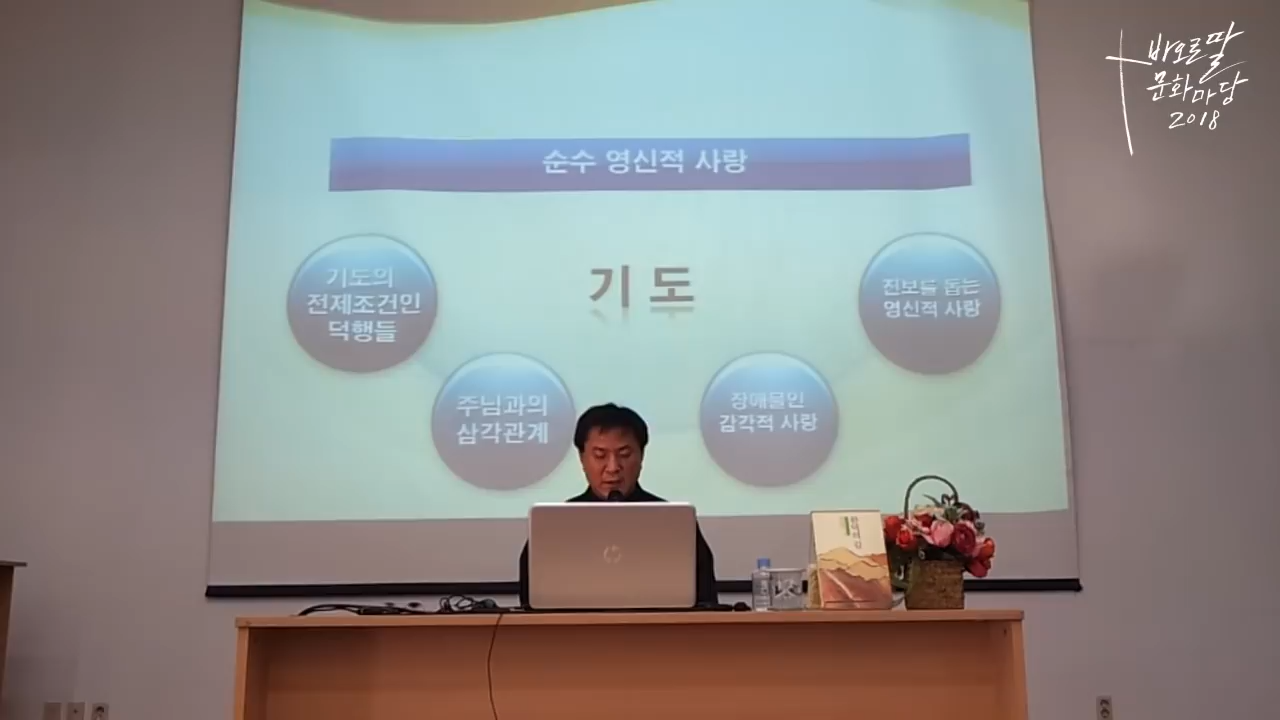 바오로딸
문화마당
2018
순수 영신적 사랑
기 도
기도의
전제조건인
덕행들
주님과의
삼각관계
장애물인
감각적 사랑
진보를 돕는
영신적 사랑
hp